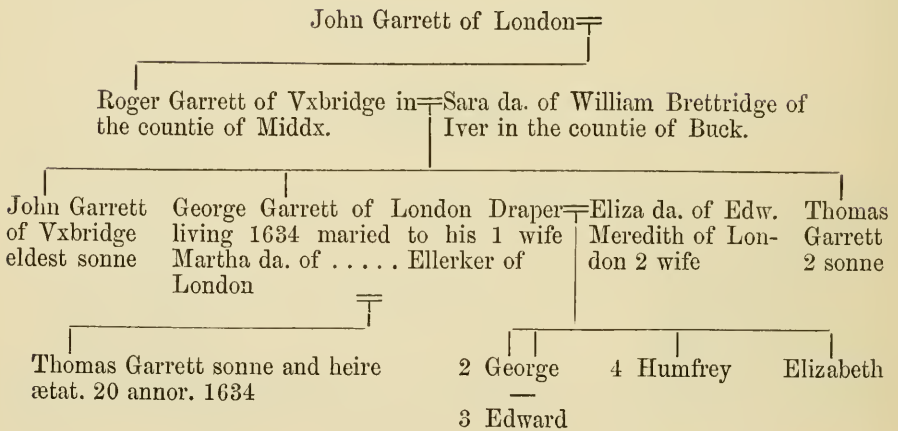 John Garrett of London
Roger Garrett of Vxbridge in
the countie of Middx.
Sara da. of William Brettridge of
Iver in the countie of Buck.
John Garrett
of Vxbridge
eldest sonne
George Garrett of London Draper
living 1634 maried to his 1 wife
Martha da. of . . . . . Ellerker of
London
Eliza da. of Edw.
Meredith of Lon-
don 2 wife
Thomas
Garrett
2 sonne
Thomas Garrett sonne and heire
ætat. 20 annor. 1634
2 George
3 Edward
4 Humfrey
Elizabeth